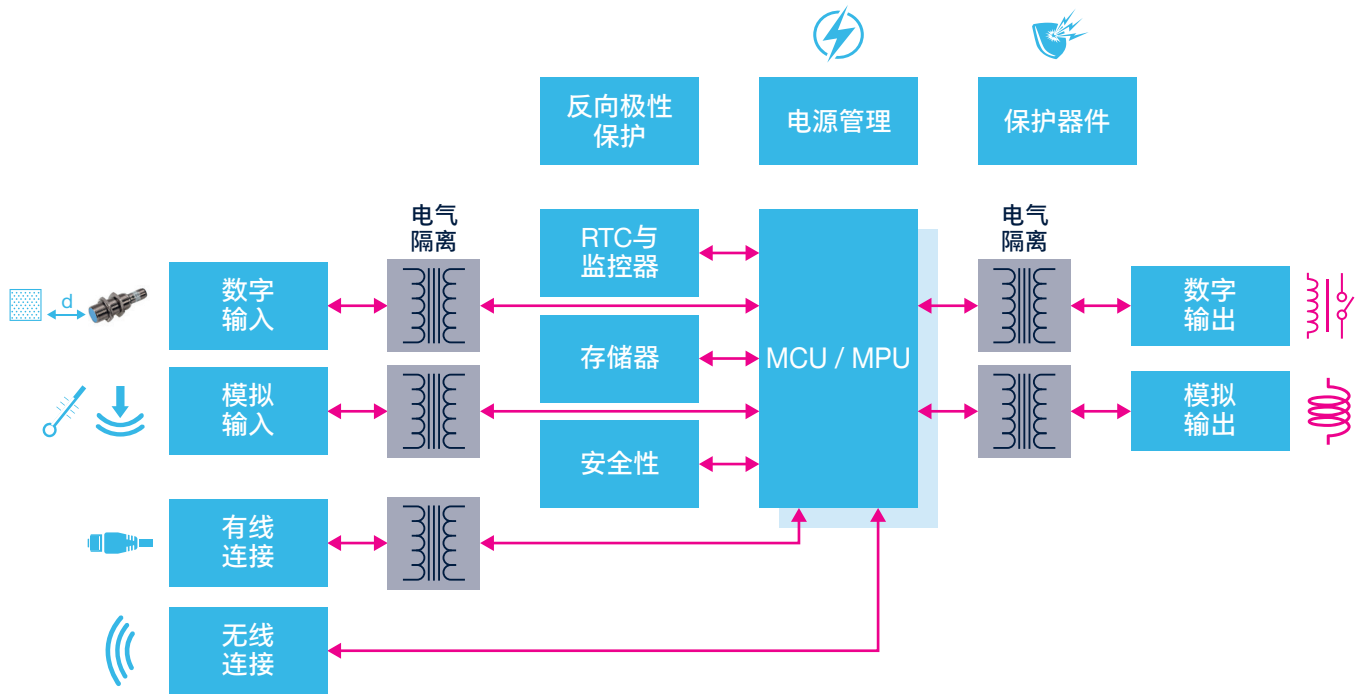 反向极性
保护
电源管理
保护器件
电气
隔离
RTC与
监控器
电气
隔离
d
数字
输入
数字
输出
存储器
MCU / MPU
模拟
输入
模拟
输出
安全性
有线
连接
无线
连接